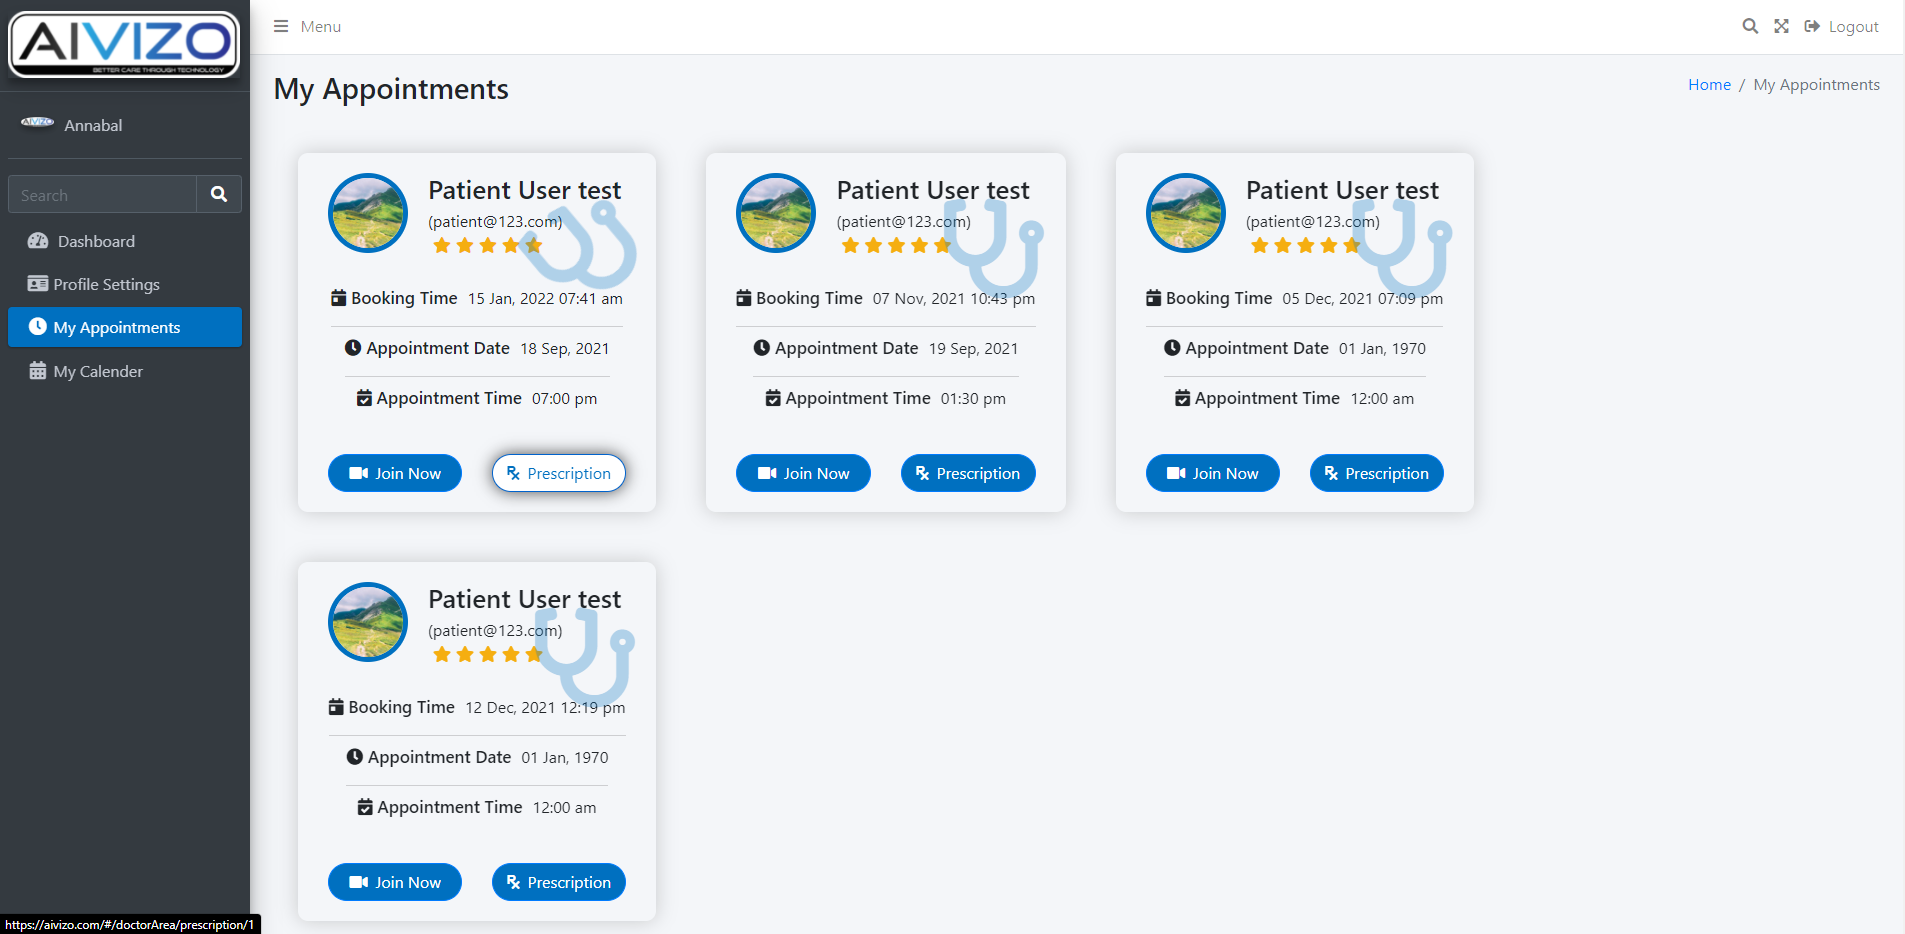 AIVIZO
BETTER CARE THROUGH TECHNOLOGY
Menu
Logout
My Appointments
Home / My Appointments
AIVIZO
Annabal
Search
Dashboard
Profile Settings
My Appointments
My Calender
Patient User test
(patient@123.com)
Booking Time 15 Jan, 2022 07:41 am
Appointment Date 18 Sep, 2021
Appointment Time 07:00 pm
Join Now
Prescription
Patient User test
(patient@123.com)
Booking Time 07 Nov, 2021 10:43 pm
Appointment Date 19 Sep, 2021
Appointment Time 01:30 pm
Join Now
Prescription
Patient User test
(patient@123.com)
Booking Time 05 Dec, 2021 07:09 pm
Appointment Date 01 Jan, 1970
Appointment Time 12:00 am
Join Now
Prescription
Patient User test
(patient@123.com)
Booking Time 12 Dec, 2021 12:19 pm
Appointment Date 01 Jan, 1970
Appointment Time 12:00 am
Join Now
Prescription
https://aivizo.com/#/doctorArea/prescription/1